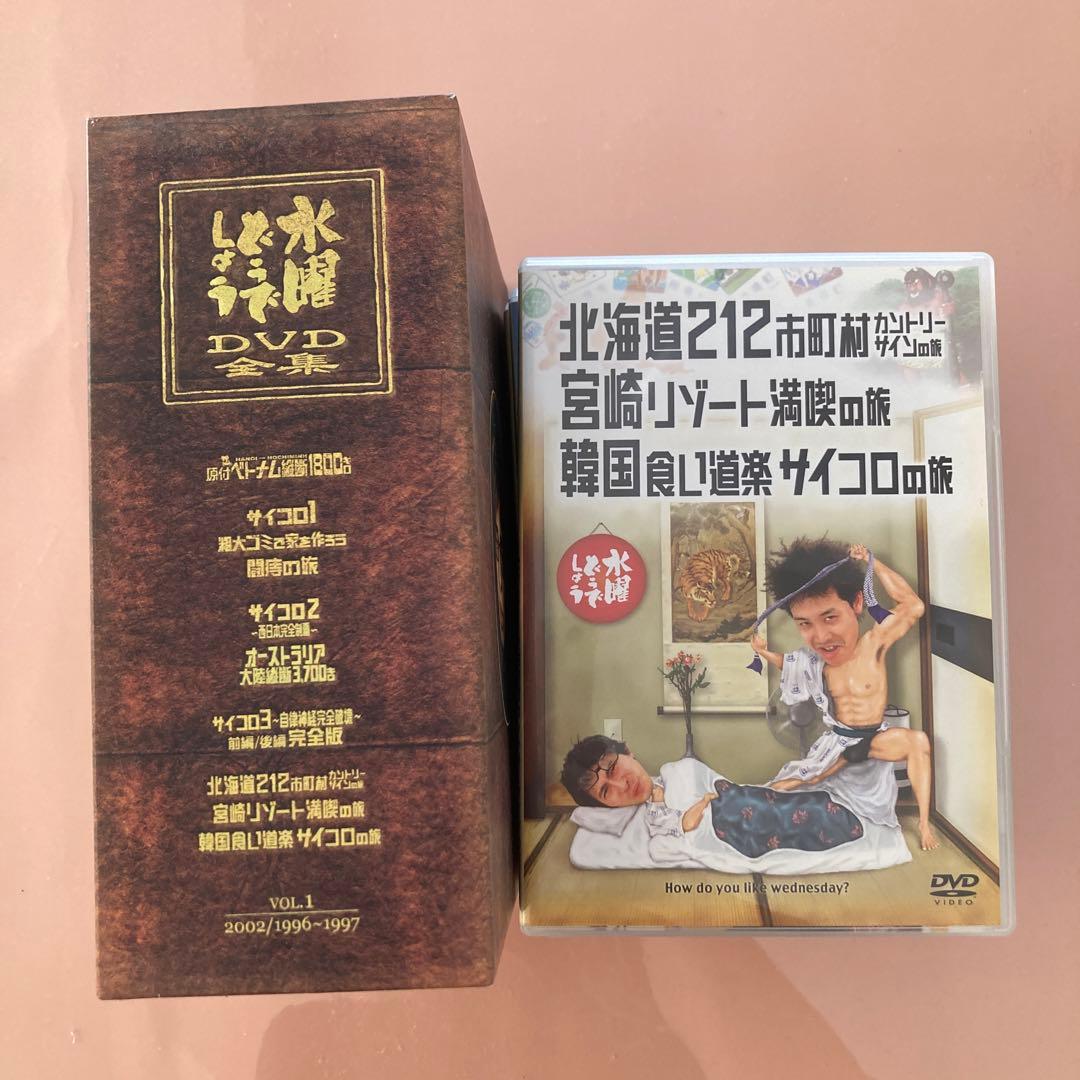 水曜
どうで
しょう
DVD
全集
HANOI → HOCHIMINH
原付ベトナム縦断1800キロ
サイコロ1
粗大ゴミで家を作ろう
闘痔の旅
サイコロ2
~西日本完全制覇~
オーストラリア
大陸縦断3,700キロ
サイコロ3~自律神経完全破壊~
前編/後編 完全版
北海道212市町村カントリー
サインの旅
宮崎リゾート満喫の旅
韓国食い道楽サイコロの旅
VOL.1
2002/1996~1997
北海道212市町村カントリー
サインの旅
宮崎リゾート満喫の旅
韓国食い道楽サイコロの旅
水曜
どうで
しょう
How do you like wednesday?
DVD
VIDEO